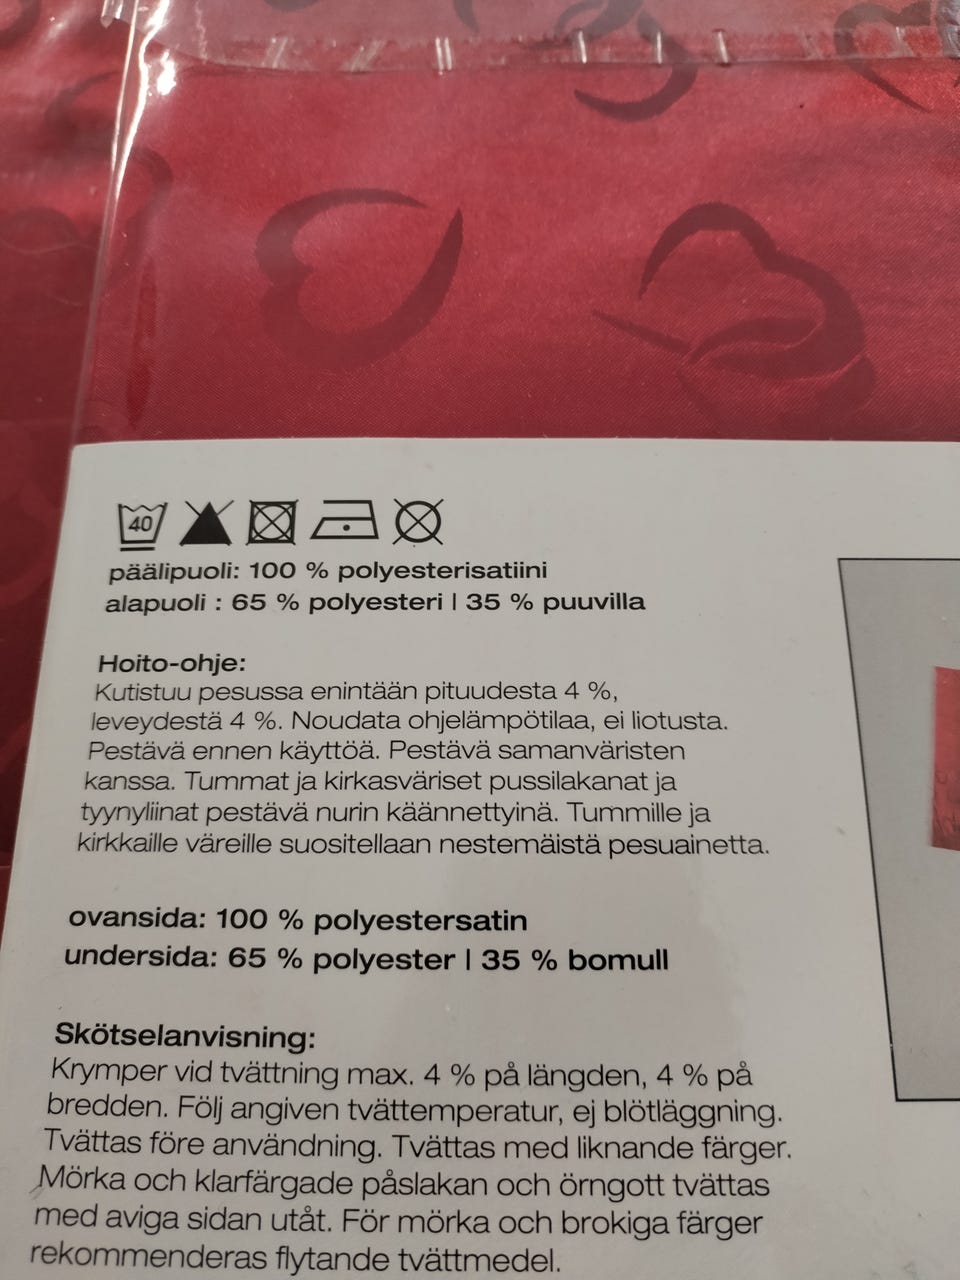 40
päälipuoli: 100 % polyesterisatiini
alapuoli : 65 % polyesteri | 35 % puuvilla
Hoito-ohje:
Kutistuu pesussa enintään pituudesta 4 %,
leveydestä 4 %. Noudata ohjelämpötilaa, ei liotusta.
Pestävä ennen käyttöä. Pestävä samanväristen
kanssa. Tummat ja kirkasväriset pussilakanat ja
tyynyliinat pestävä nurin käännettyinä. Tummille ja
kirkkaille väreille suositellaan nestemäistä pesuainetta.
ovansida: 100 % polyestersatin
undersida: 65 % polyester | 35 % bomull
Skötselanvisning:
Krymper vid tvättning max. 4 % på längden, 4 % på
bredden. Följ angiven tvättemperatur, ej blötläggning.
Tvättas före användning. Tvättas med liknande färger.
Mörka och klarfärgade påslakan och örngott tvättas
med aviga sidan utåt. För mörka och brokiga färger
rekommenderas flytande tvättmedel.